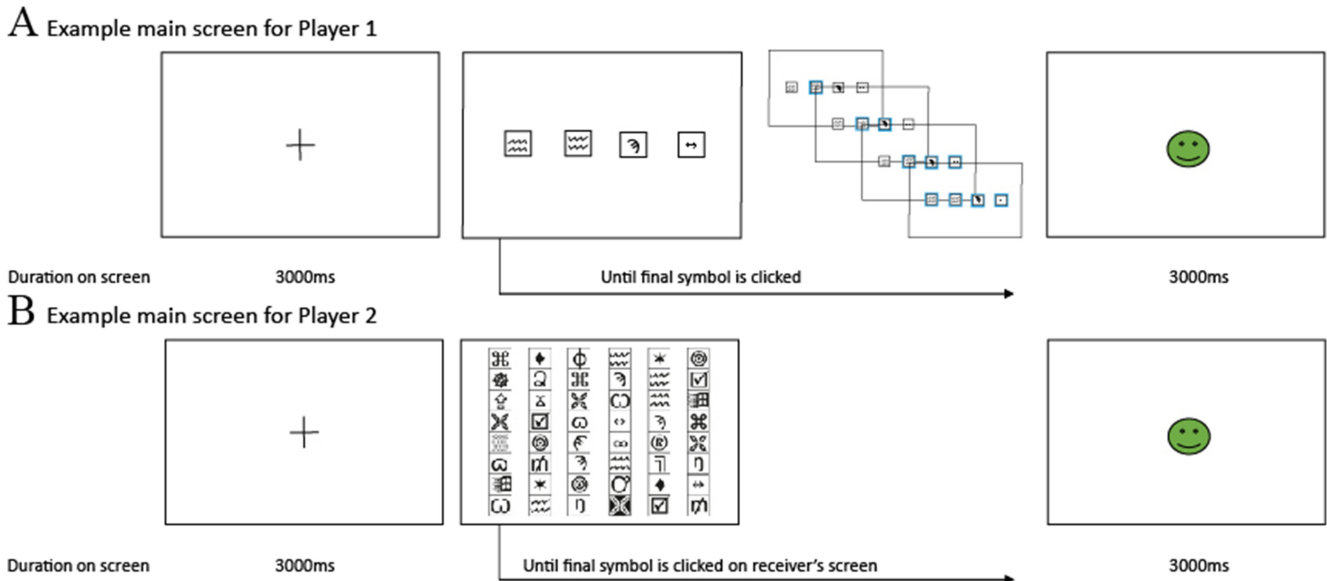 A Example main screen for Player 1
Duration on screen 3000ms Until final symbol is clicked 3000ms
B Example main screen for Player 2
Duration on screen 3000ms Until final symbol is clicked on receiver's screen 3000ms